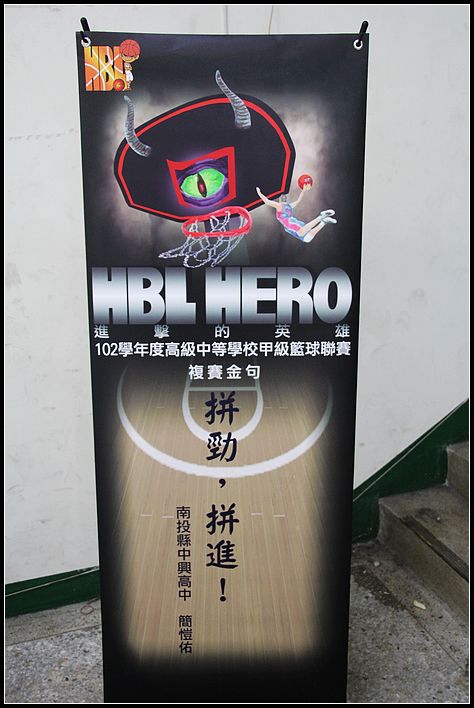 HBL
HBL HERO
進擊的英雄
102學年度高級中等學校甲級籃球聯賽
複賽金句
拼勁，拼進！
南投縣中興高中 簡愷佑